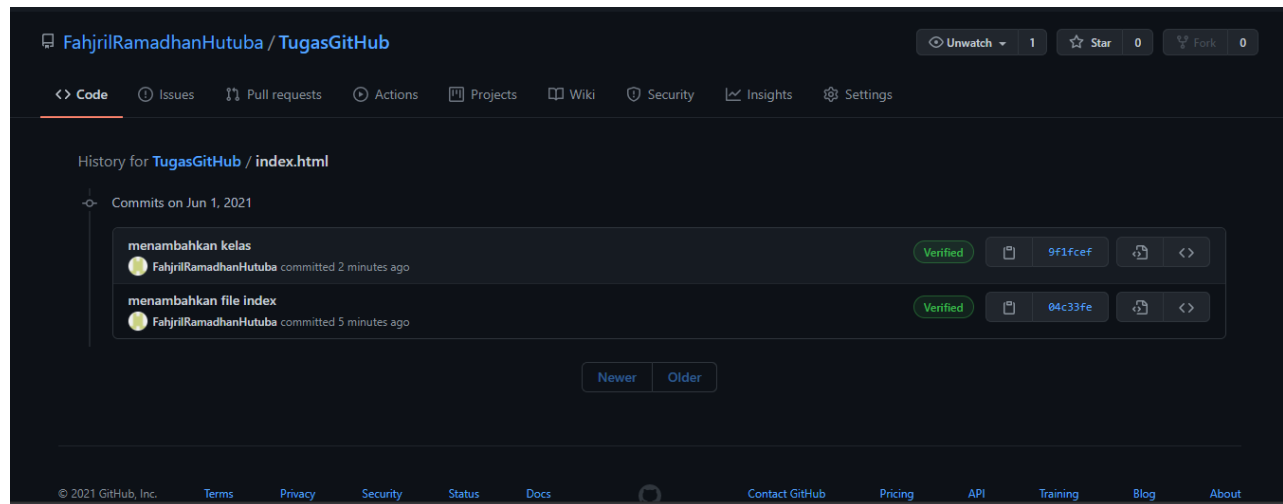 FahjrilRamadhanHutuba / TugasGitHub
Unwatch 1 Star 0 Fork 0
<> Code Issues Pull requests Actions Projects Wiki Security Insights Settings
History for TugasGitHub / index.html
Commits on Jun 1, 2021
menambahkan kelas
Verified 9f1fcef
FahjrilRamadhanHutuba committed 2 minutes ago
menambahkan file index
Verified 04c33fe
FahjrilRamadhanHutuba committed 5 minutes ago
Newer Older
© 2021 GitHub, Inc. Terms Privacy Security Status Docs Contact GitHub Pricing API Training Blog About